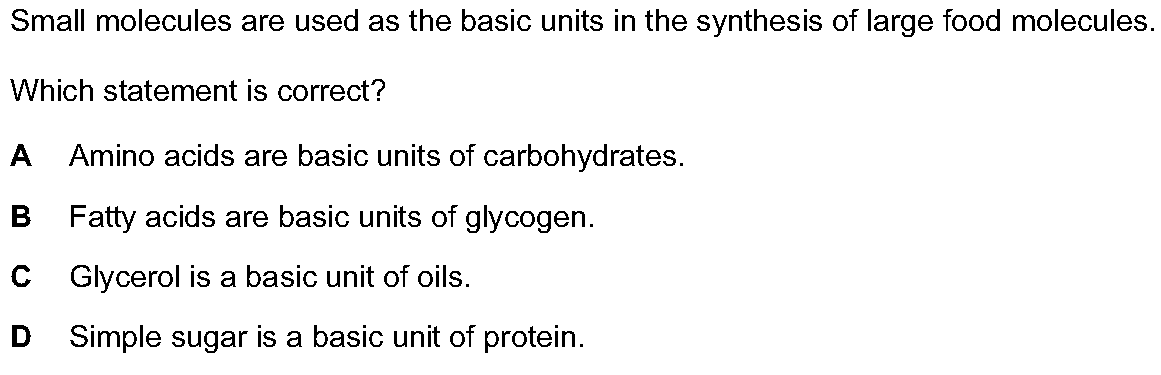 Small molecules are used as the basic units in the synthesis of large food molecules.
Which statement is correct?
A Amino acids are basic units of carbohydrates.
B Fatty acids are basic units of glycogen.
C Glycerol is a basic unit of oils.
D Simple sugar is a basic unit of protein.